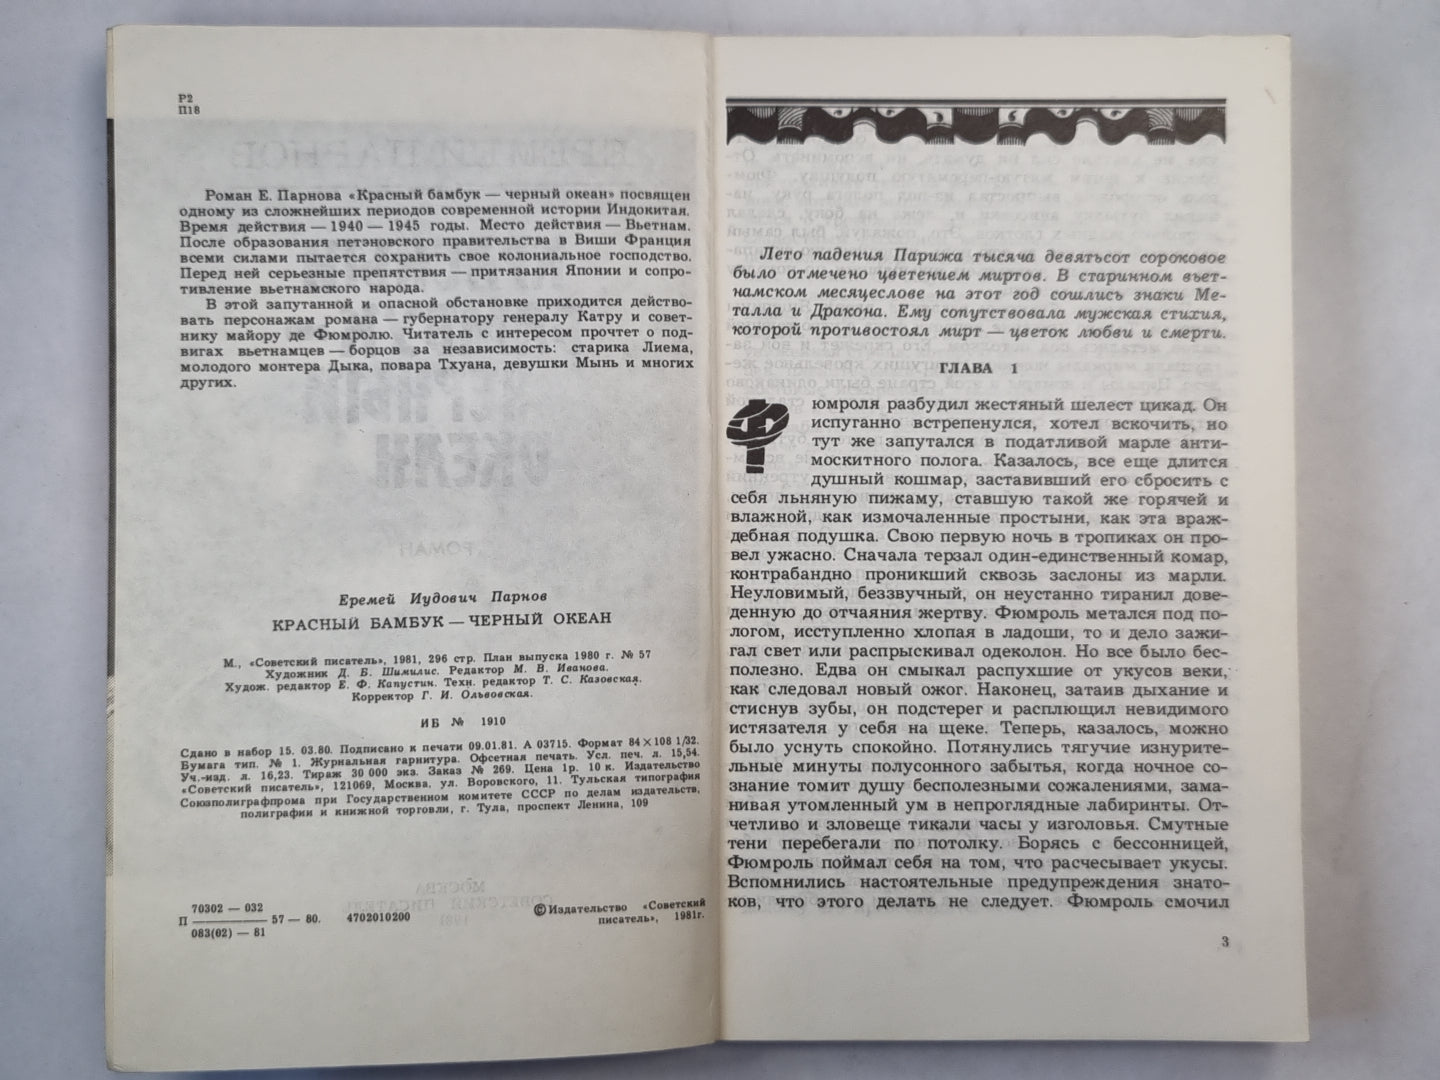 Р2
П18
Роман Е. Парнова «Красный бамбук — черный океан» посвящен
одному из сложнейших периодов современной истории Индокитая.
Время действия — 1940 — 1945 годы. Место действия — Вьетнам.
После образования петэновского правительства в Виши Франция
всеми силами пытается сохранить свое колониальное господство.
Перед ней серьезные препятствия — притязания Японии и сопро-
тивление вьетнамского народа.
В этой запутанной и опасной обстановке приходится действо-
вать персонажам романа — губернатору генералу Катру и совет-
нику майору де Фюмролю. Читатель с интересом прочтет о под-
вигах вьетнамцев — борцов за независимость: старика Лиема,
молодого монтера Дыка, повара Тхуана, девушки Мынь и многих
других.
Еремей Иудович Парнов
КРАСНЫЙ БАМБУК — ЧЕРНЫЙ ОКЕАН
М., «Советский писатель», 1981, 296 стр. План выпуска 1980 г. № 57
Художник Д. Б. Шимилис. Редактор М. В. Иванова.
Худож. редактор Е. Ф. Капустин. Техн. редактор Т. С. Казовская.
Корректор Г. И. Ольвовская.
ИБ № 1910
Сдано в набор 15. 03.80. Подписано к печати 09.01.81. А 03715. Формат 84×108 1/32.
Бумага тип. № 1. Журнальная гарнитура. Офсетная печать. Усл. печ. л. 15,54.
Уч.-изд. л. 16,23. Тираж 30 000 экз. Заказ № 269. Цена 1р. 10 к. Издательство
«Советский писатель», 121069, Москва, ул. Воровского, 11. Тульская типография
Союзполиграфпрома при Государственном комитете СССР по делам издательств,
полиграфии и книжной торговли, г. Тула, проспект Ленина, 109
70302 — 032
П ——— 57 — 80. 4702010200
083(02) — 81
©Издательство «Советский
писатель», 1981г.
Лето падения Парижа тысяча девятьсот сороковое
было отмечено цветением миртов. В старинном вьет-
намском месяцеслове на этот год сошлись знаки Ме-
талла и Дракона. Ему сопутствовала мужская стихия,
которой противостоял мирт — цветок любви и смерти.
ГЛАВА 1
Фюмроля разбудил жестяный шелест цикад. Он
испуганно встрепенулся, хотел вскочить, но
тут же запутался в податливой марле анти-
москитного полога. Казалось, все еще длится
душный кошмар, заставивший его сбросить с
себя льняную пижаму, ставшую такой же горячей и
влажной, как измочаленные простыни, как эта враж-
дебная подушка. Свою первую ночь в тропиках он про-
вел ужасно. Сначала терзал один-единственный комар,
контрабандно проникший сквозь заслоны из марли.
Неуловимый, беззвучный, он неустанно тиранил дове-
денную до отчаяния жертву. Фюмроль метался под по-
логом, исступленно хлопая в ладоши, то и дело зажи-
гал свет или распрыскивал одеколон. Но все было бес-
полезно. Едва он смыкал распухшие от укусов веки,
как следовал новый ожог. Наконец, затаив дыхание и
стиснув зубы, он подстерег и расплющил невидимого
истязателя у себя на щеке. Теперь, казалось, можно
было уснуть спокойно. Потянулись тягучие изнурите-
льные минуты полусонного забытья, когда ночное со-
знание томит душу бесполезными сожалениями, зама-
нивая утомленный ум в непроглядные лабиринты. От-
четливо и зловеще тикали часы у изголовья. Смутные
тени перебегали по потолку. Борясь с бессонницей,
Фюмроль поймал себя на том, что расчесывает укусы.
Вспомнились настоятельные предупреждения знато-
ков, что этого делать не следует. Фюмроль смочил
3